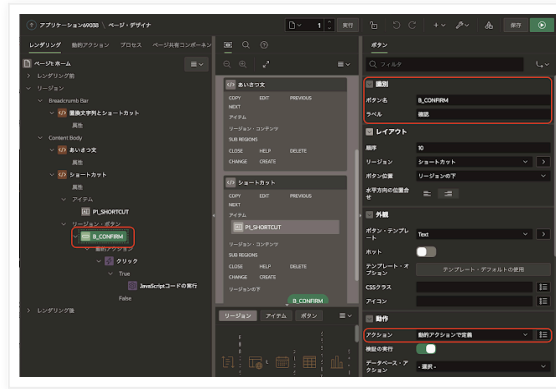 アプリケーション69038 \ ページ・デザイナ
1
実行
保存
レンダリング 動的アクション プロセス ページ共有コンポーネン
ページ1: ホーム
レンダリング前
リージョン
Breadcrumb Bar
置換文字列とショートカット
属性
Content Body
あいさつ文
属性
ショートカット
属性
アイテム
P1_SHORTCUT
リージョン・ボタン
B_CONFIRM
動的アクション
クリック
True
JavaScriptコードの実行
False
レンダリング後
あいさつ文
COPY EDIT PREVIOUS
NEXT
アイテム
リージョン・コンテンツ
SUB REGIONS
CLOSE HELP DELETE
CHANGE CREATE
ショートカット
COPY EDIT PREVIOUS
NEXT
アイテム
P1_SHORTCUT
リージョン・コンテンツ
SUB REGIONS
CLOSE HELP DELETE
CHANGE CREATE
リージョンの下
B_CONFIRM
リージョン アイテム ボタン
ボタン
フィルタ
識別
ボタン名 B_CONFIRM
ラベル 確認
レイアウト
順序 10
リージョン ショートカット
ボタン位置 リージョンの下
水平方向の位置合
せ
外観
ボタン・テンプレ
ート Text
ホット
テンプレート・オ
プション テンプレート・デフォルトの使用
CSSクラス
アイコン
動作
アクション 動的アクションで定義
検証の実行
データベース・ア
クション - 選択 -